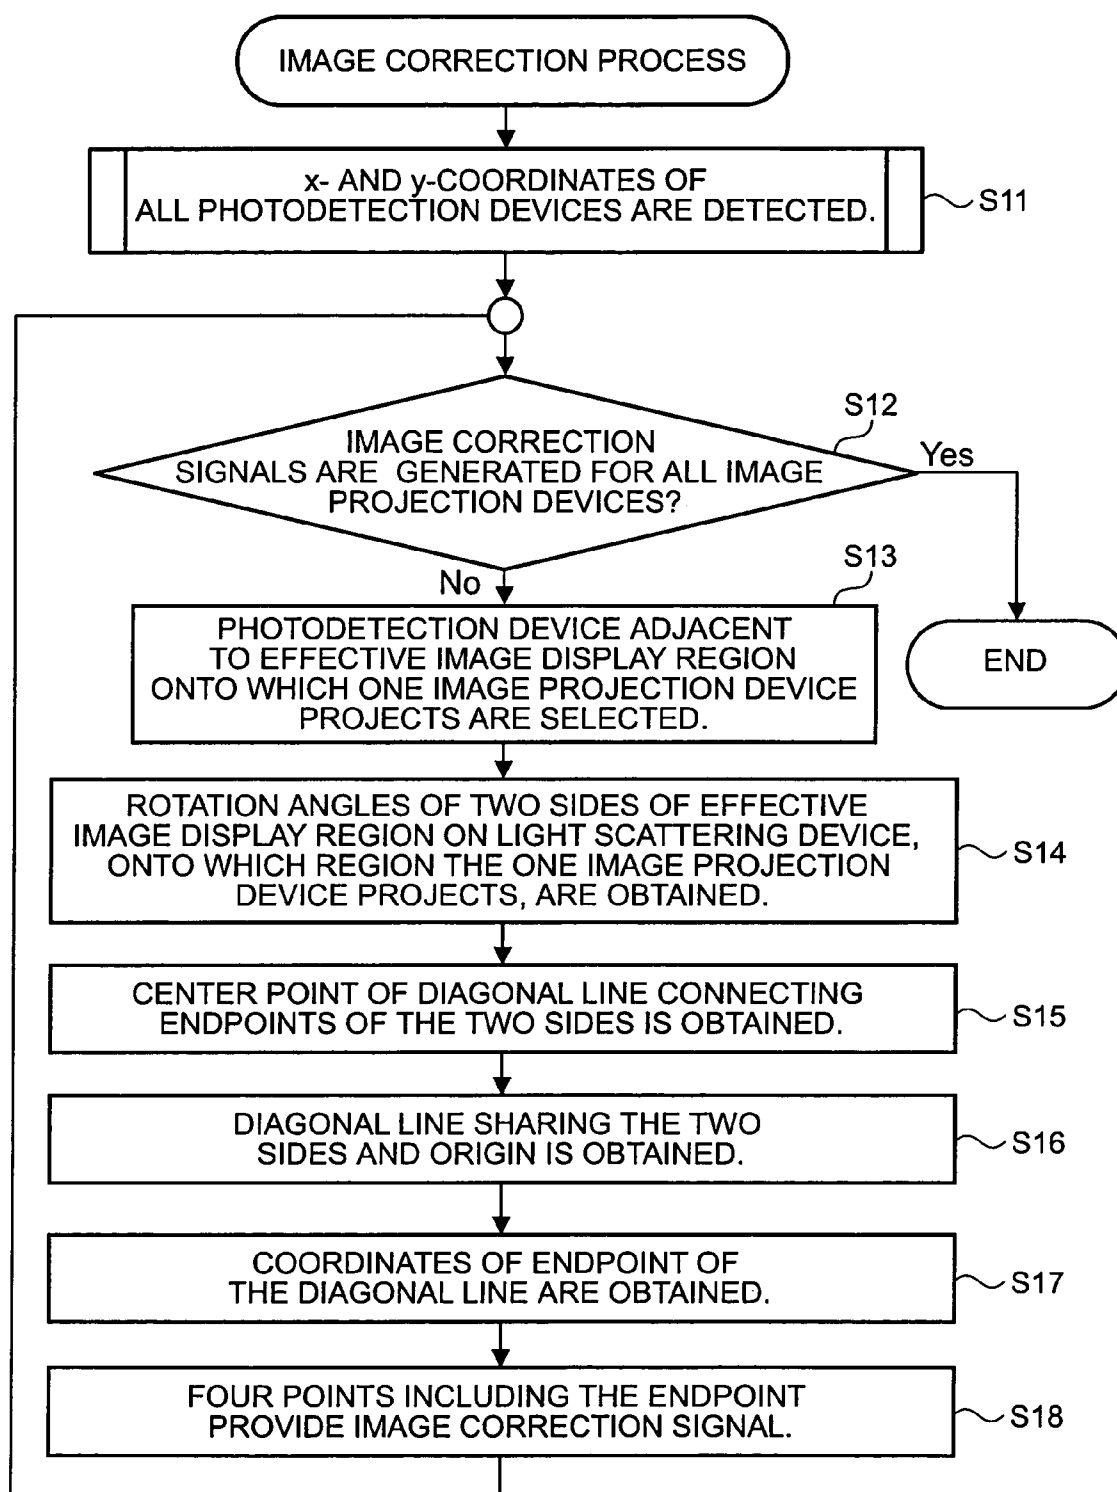 IMAGE CORRECTION PROCESS
x- AND y-COORDINATES OF
ALL PHOTODETECTION DEVICES ARE DETECTED.
S11
S12
IMAGE CORRECTION
SIGNALS ARE GENERATED FOR ALL IMAGE
PROJECTION DEVICES?
Yes
No
S13
PHOTODETECTION DEVICE ADJACENT
TO EFFECTIVE IMAGE DISPLAY REGION
ONTO WHICH ONE IMAGE PROJECTION DEVICE
PROJECTS ARE SELECTED.
END
ROTATION ANGLES OF TWO SIDES OF EFFECTIVE
IMAGE DISPLAY REGION ON LIGHT SCATTERING DEVICE,
ONTO WHICH REGION THE ONE IMAGE PROJECTION
DEVICE PROJECTS, ARE OBTAINED.
S14
CENTER POINT OF DIAGONAL LINE CONNECTING
ENDPOINTS OF THE TWO SIDES IS OBTAINED.
S15
DIAGONAL LINE SHARING THE TWO
SIDES AND ORIGIN IS OBTAINED.
S16
COORDINATES OF ENDPOINT OF
THE DIAGONAL LINE ARE OBTAINED.
S17
FOUR POINTS INCLUDING THE ENDPOINT
PROVIDE IMAGE CORRECTION SIGNAL.
S18